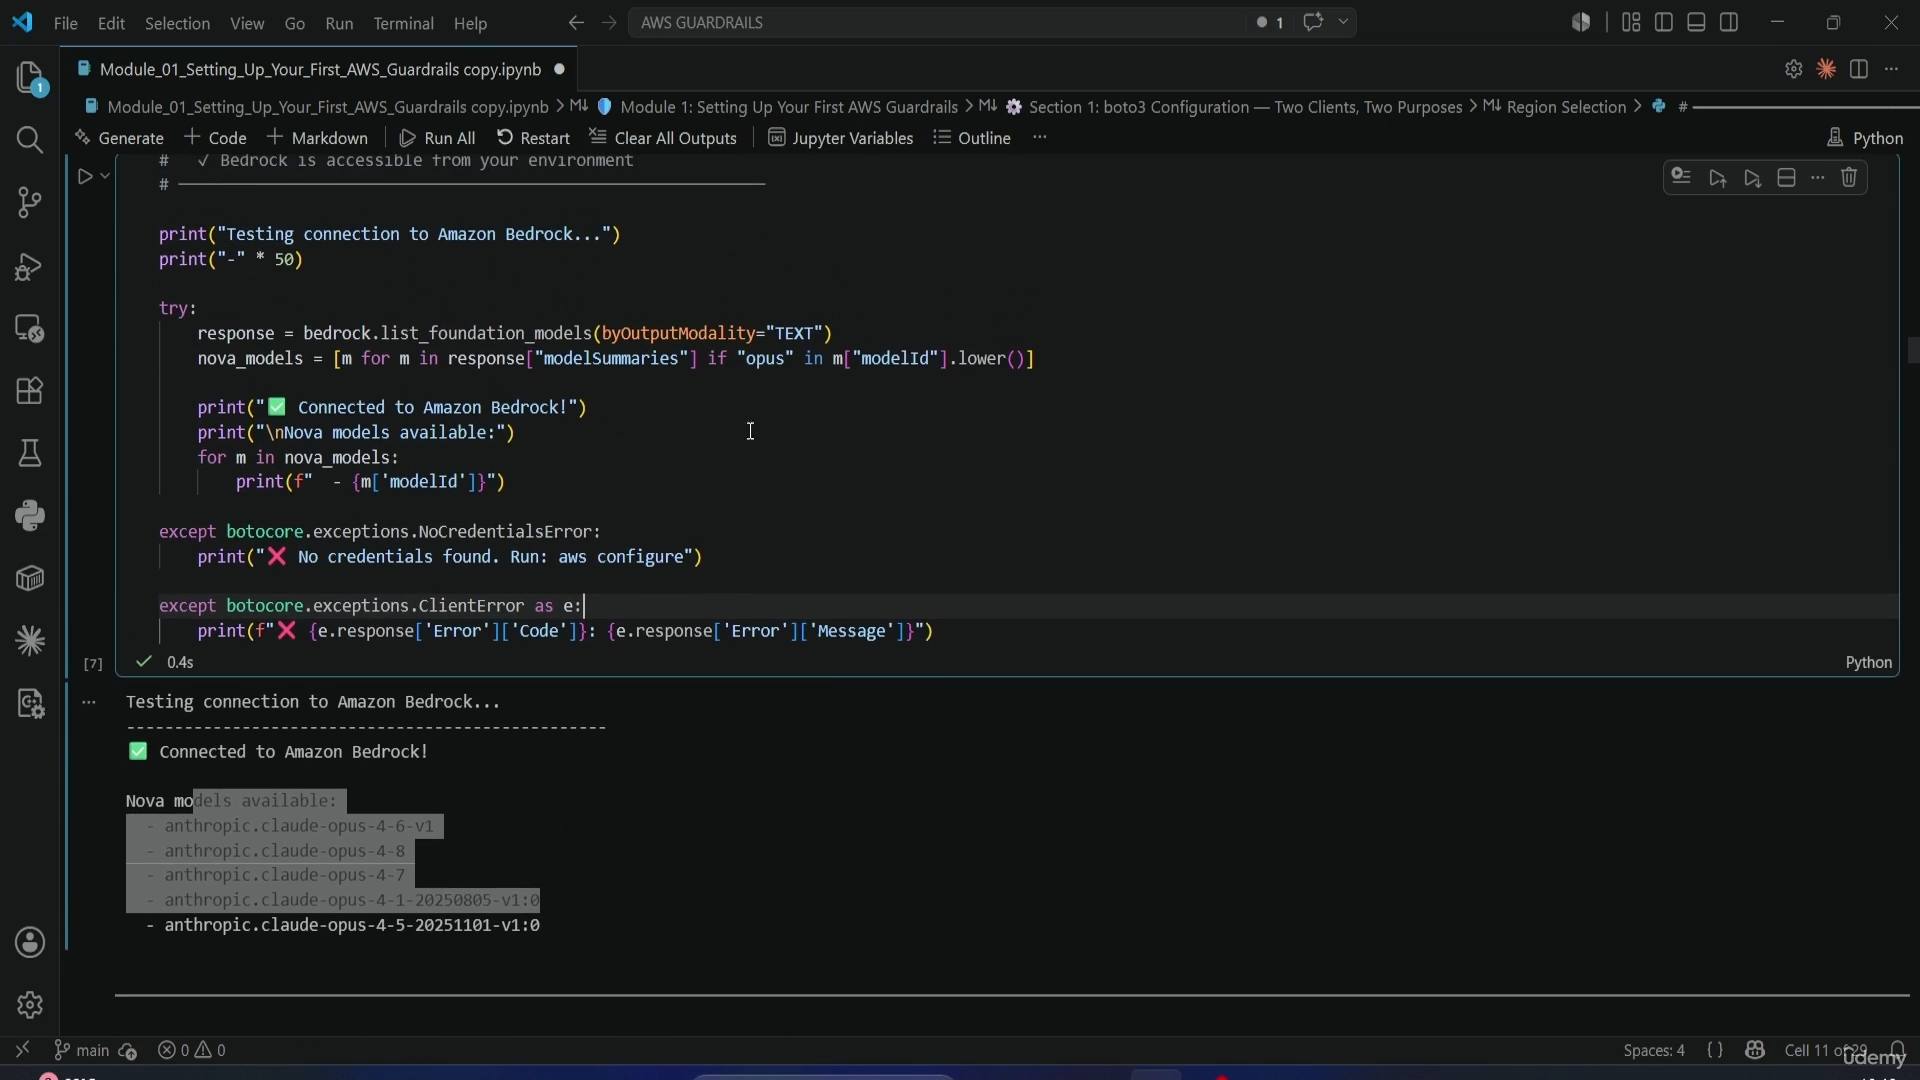 File Edit Selection View Go Run Terminal Help
AWS GUARDRAILS
1
Module_01_Setting_Up_Your_First_AWS_Guardrails copy.ipynb
1
Module_01_Setting_Up_Your_First_AWS_Guardrails copy.ipynb > M↓ Module 1: Setting Up Your First AWS Guardrails > M↓ Section 1: boto3 Configuration — Two Clients, Two Purposes > M↓ Region Selection > #
Generate + Code + Markdown Run All Restart Clear All Outputs Jupyter Variables Outline ... Python
# ✓ Bedrock is accessible from your environment
# ─────────────────────────────────────
print("Testing connection to Amazon Bedrock...")
print("-" * 50)
try:
response = bedrock.list_foundation_models(byOutputModality="TEXT")
nova_models = [m for m in response["modelSummaries"] if "opus" in m["modelId"].lower()]
print("✅ Connected to Amazon Bedrock!")
print("\nNova models available:")
for m in nova_models:
print(f"  - {m['modelId']}")
except botocore.exceptions.NoCredentialsError:
print("❌ No credentials found. Run: aws configure")
except botocore.exceptions.ClientError as e:
print(f"❌ {e.response['Error']['Code']}: {e.response['Error']['Message']}")
[7] ✓ 0.4s Python
Testing connection to Amazon Bedrock...
--------------------------------------------------
✅ Connected to Amazon Bedrock!
Nova models available:
- anthropic.claude-opus-4-6-v1
- anthropic.claude-opus-4-8
- anthropic.claude-opus-4-7
- anthropic.claude-opus-4-1-20250805-v1:0
- anthropic.claude-opus-4-5-20251101-v1:0
main 0 0 Spaces: 4 { } Cell 11 of 29
udemy